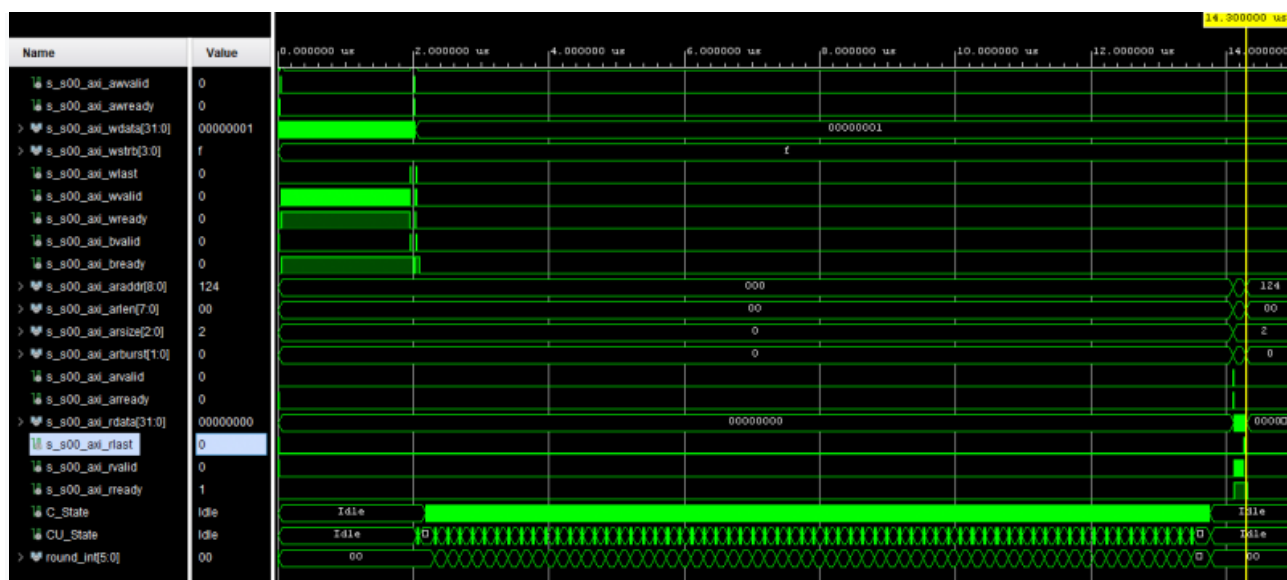 14.300000 us
Name Value
0.000000 us 2.000000 us 4.000000 us 6.000000 us 8.000000 us 10.000000 us 12.000000 us 14.000000
s_s00_axi_awvalid 0
s_s00_axi_awready 0
s_s00_axi_wdata[31:0] 00000001 00000001
s_s00_axi_wstrb[3:0] f f
s_s00_axi_wlast 0
s_s00_axi_wvalid 0
s_s00_axi_wready 0
s_s00_axi_bvalid 0
s_s00_axi_bready 0
s_s00_axi_araddr[8:0] 124 000 124
s_s00_axi_arlen[7:0] 00 00 00
s_s00_axi_arsize[2:0] 2 0 2
s_s00_axi_arburst[1:0] 0 0 0
s_s00_axi_arvalid 0
s_s00_axi_arready 0
s_s00_axi_rdata[31:0] 00000000 00000000 00000
s_s00_axi_rlast 0
s_s00_axi_rvalid 0
s_s00_axi_rready 1
C_State Idle Idle Idle
CU_State Idle Idle Idle
round_int[5:0] 00 00 00